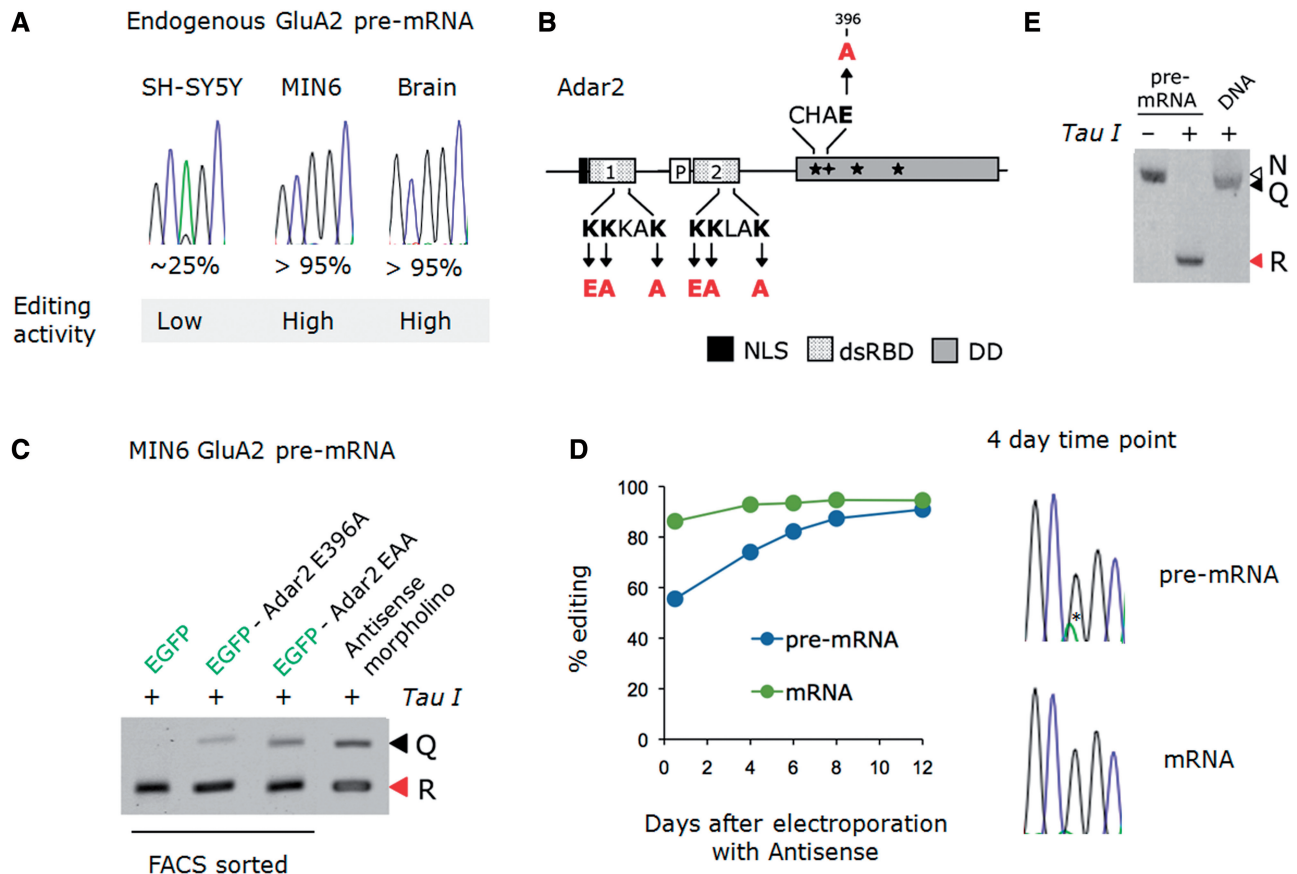 A
Endogenous GluA2 pre-mRNA
SH-SY5Y MIN6 Brain
~25% > 95% > 95%
Editing activity
Low High High
B
Adar2
396
A
CHAE
1 P 2
KKKAK KKLAK
EA A EA A
NLS dsRBD DD
E
pre-
mRNA DNA
Tau I − + +
N
Q
R
C
MIN6 GluA2 pre-mRNA
EGFP
EGFP - Adar2 E396A
EGFP - Adar2 EAA
Antisense
morpholino
+ + + + Tau I
Q
R
FACS sorted
D
% editing
100
80
60
40
20
0
0 2 4 6 8 10 12
pre-mRNA
mRNA
Days after electroporation
with Antisense
4 day time point
*
pre-mRNA
mRNA